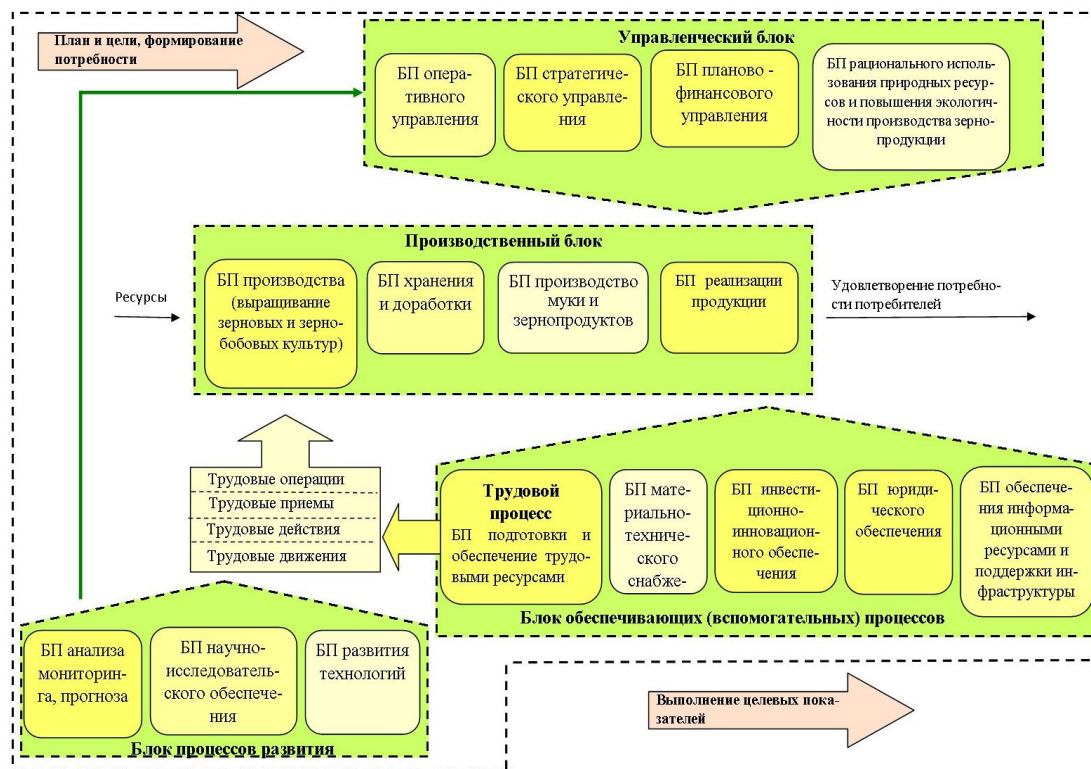 План и цели, формирование
потребности
Управленческий блок
БП опера-
тивного
управления
БП стратегиче-
ского управле-
ния
БП планово -
финансового
управления
БП рационального исполь-
зования природных ресур-
сов и повышения экологич-
ности производства зерно-
продукции
Производственный блок
Ресурсы
БП производства
(выращивание
зерновых и зерно-
бобовых культур)
БП хранения
и доработки
БП производство
муки и
зернопродуктов
БП реализации
продукции
Удовлетворение потребно-
сти потребителей
Трудовые операции
Трудовые приемы
Трудовые действия
Трудовые движения
Трудовой
процесс
БП подготовки и
обеспечение трудо-
выми ресурсами
БП мате-
риально-
техниче-
ского
снабже-
БП инвести-
ционно-
инновацион-
ного обеспе-
чения
БП юриди-
ческого
обеспечения
БП обеспече-
ния информа-
ционными
ресурсами и
поддержки ин-
фраструктуры
Блок обеспечивающих (вспомогательных) процессов
БП анализа
мониторин-
га, прогноза
БП научно-
исследователь-
ского обеспече-
ния
БП развития
технологий
Блок процессов развития
Выполнение целевых пока-
зателей